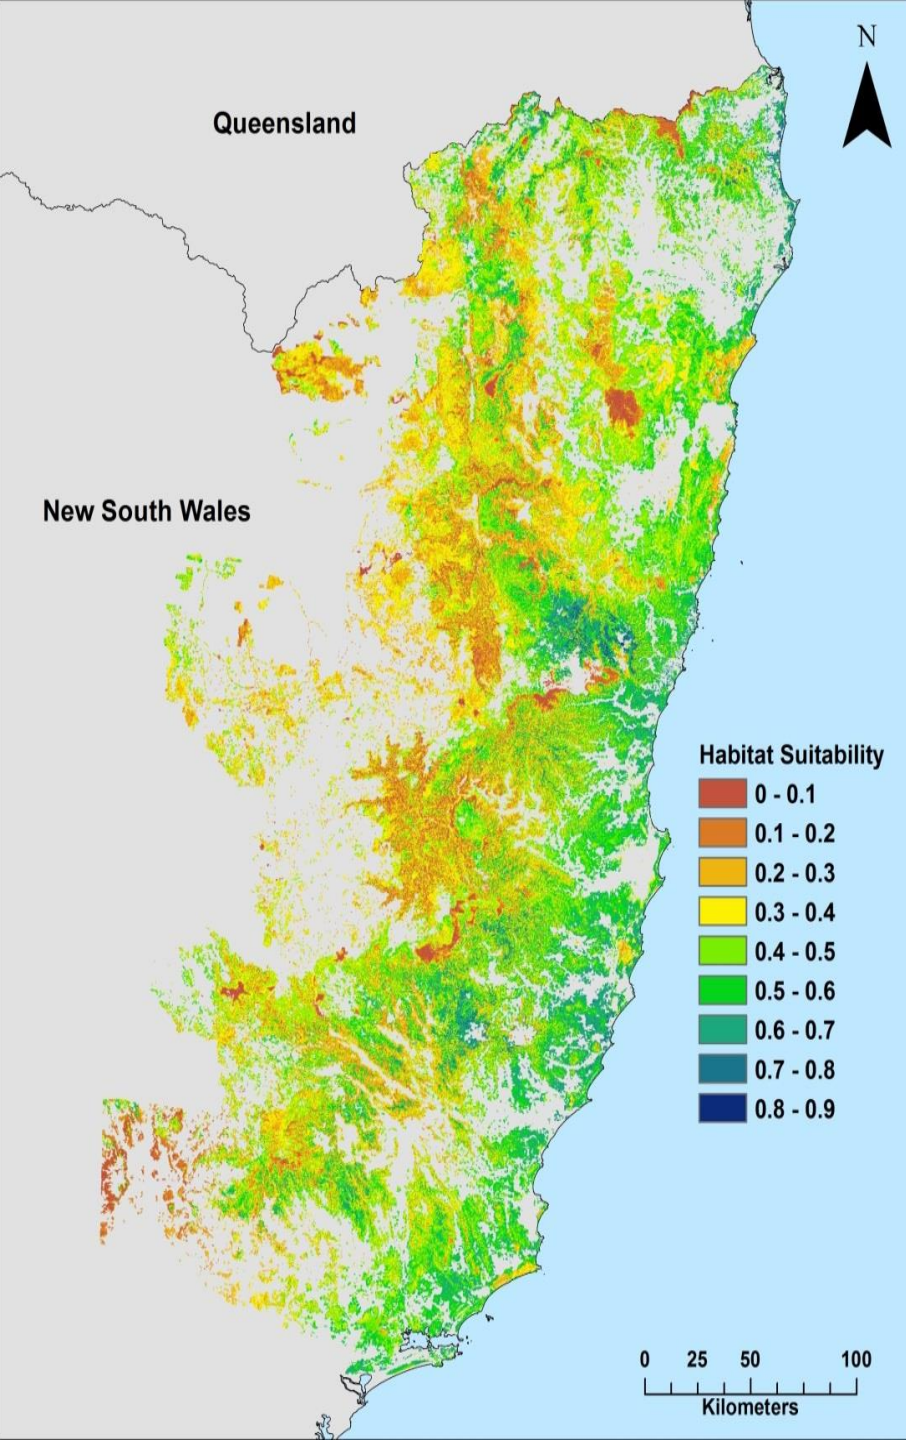 N
Queensland
New South Wales
Habitat Suitability
0 - 0.1
0.1 - 0.2
0.2 - 0.3
0.3 - 0.4
0.4 - 0.5
0.5 - 0.6
0.6 - 0.7
0.7 - 0.8
0.8 - 0.9
0 25 50 100
Kilometers